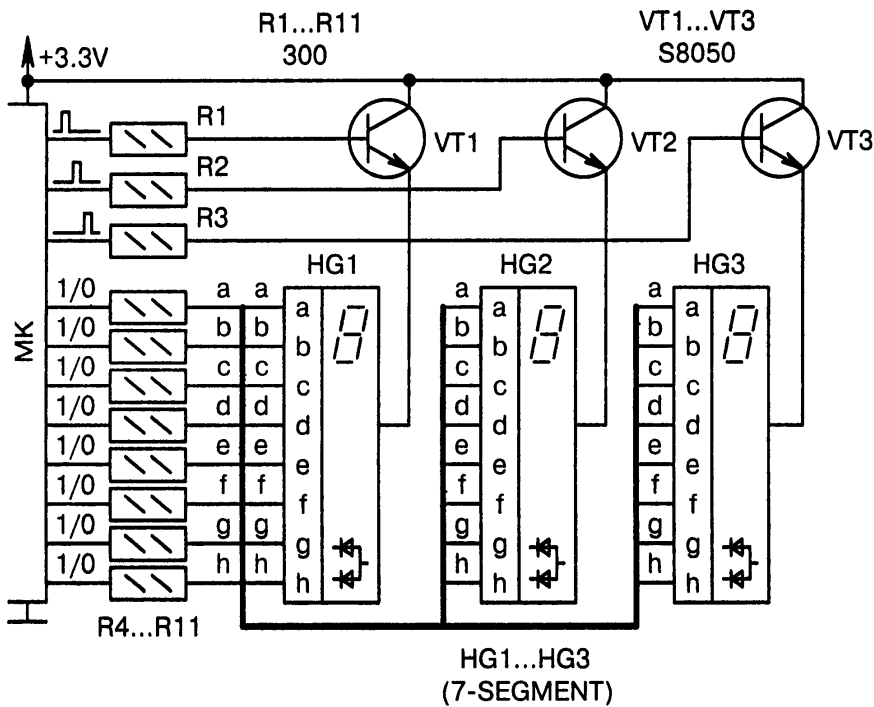 R1...R11
300
VT1...VT3
S8050
+3.3V
R1
VT1
VT2
VT3
R2
R3
HG1
HG2
HG3
MK
1/0 a a a a a a a
1/0 b b b b b b b
1/0 c c c c c c c
1/0 d d d d d d d
1/0 e e e e e e e
1/0 f f f f f f f
1/0 g g g g g g g
1/0 h h h h h h h
R4...R11
HG1...HG3
(7-SEGMENT)